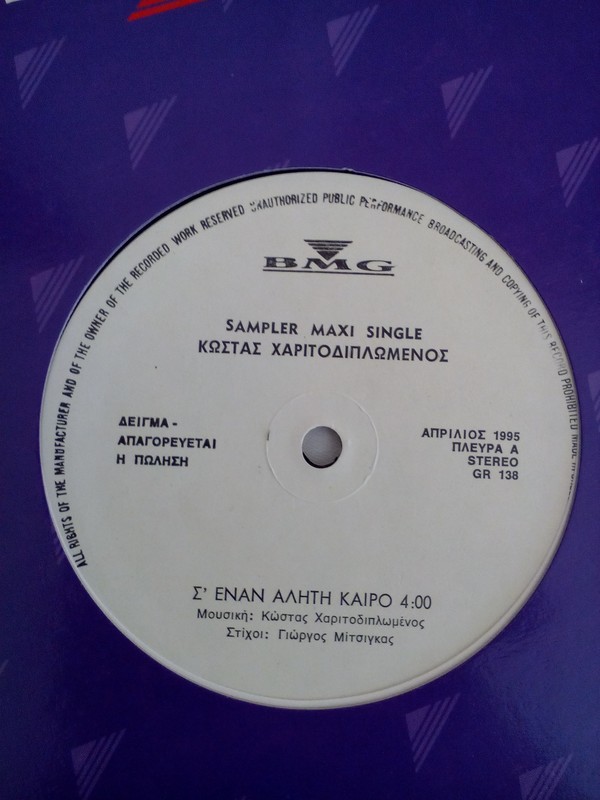 ALL RIGHTS OF THE MANUFACTURER AND OF THE OWNER OF THE RECORDED WORK RESERVED UNAUTHORIZED PUBLIC PERFORMANCE BROADCASTING AND COPYING OF THIS RECORD PROHIBITED MADE IN
BMG
SAMPLER MAXI SINGLE
ΚΩΣΤΑΣ ΧΑΡΙΤΟΔΙΠΛΩΜΕΝΟΣ
ΔΕΙΓΜΑ -
ΑΠΑΓΟΡΕΥΕΤΑΙ
Η ΠΩΛΗΣΗ
ΑΠΡΙΛΙΟΣ 1995
ΠΛΕΥΡΑ Α
STEREO
GR 138
Σ' ΕΝΑΝ ΑΛΗΤΗ ΚΑΙΡΟ 4:00
Μουσική: Κώστας Χαριτοδιπλωμένος
Στίχοι: Γιώργος Μίτσιγκας